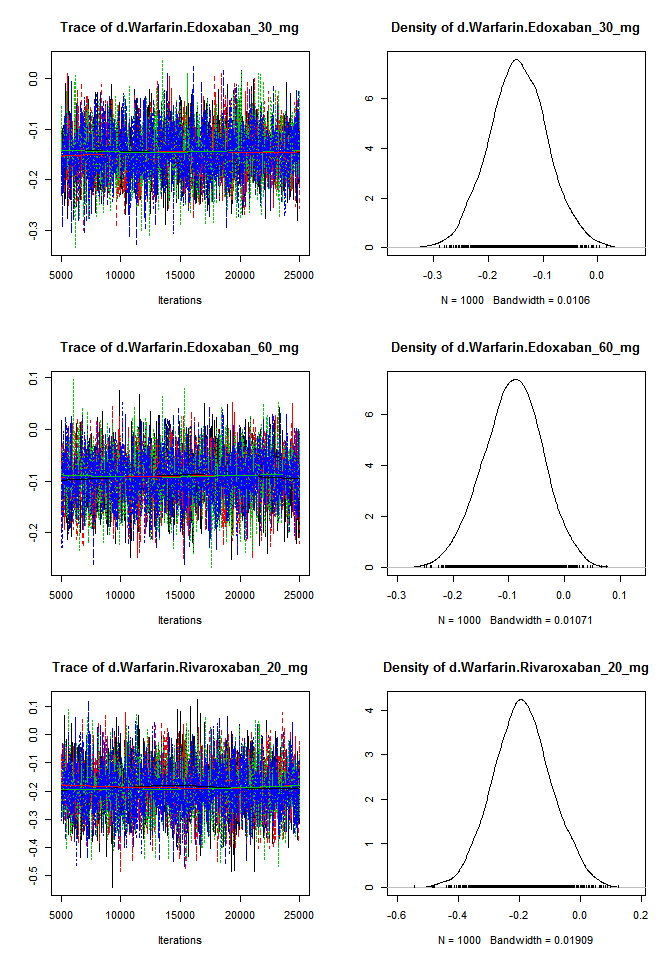 Trace of d.Warfarin.Edoxaban_30_mg
0.0
-0.1
-0.2
-0.3
5000 10000 15000 20000 25000
Iterations
Density of d.Warfarin.Edoxaban_30_mg
6
4
2
0
-0.3 -0.2 -0.1 0.0
N = 1000 Bandwidth = 0.0106
Trace of d.Warfarin.Edoxaban_60_mg
0.1
0.0
-0.1
-0.2
5000 10000 15000 20000 25000
Iterations
Density of d.Warfarin.Edoxaban_60_mg
6
4
2
0
-0.3 -0.2 -0.1 0.0 0.1
N = 1000 Bandwidth = 0.01071
Trace of d.Warfarin.Rivaroxaban_20_mg
0.1
0.0
-0.1
-0.2
-0.3
-0.4
-0.5
5000 10000 15000 20000 25000
Iterations
Density of d.Warfarin.Rivaroxaban_20_mg
4
3
2
1
0
-0.6 -0.4 -0.2 0.0 0.2
N = 1000 Bandwidth = 0.01909